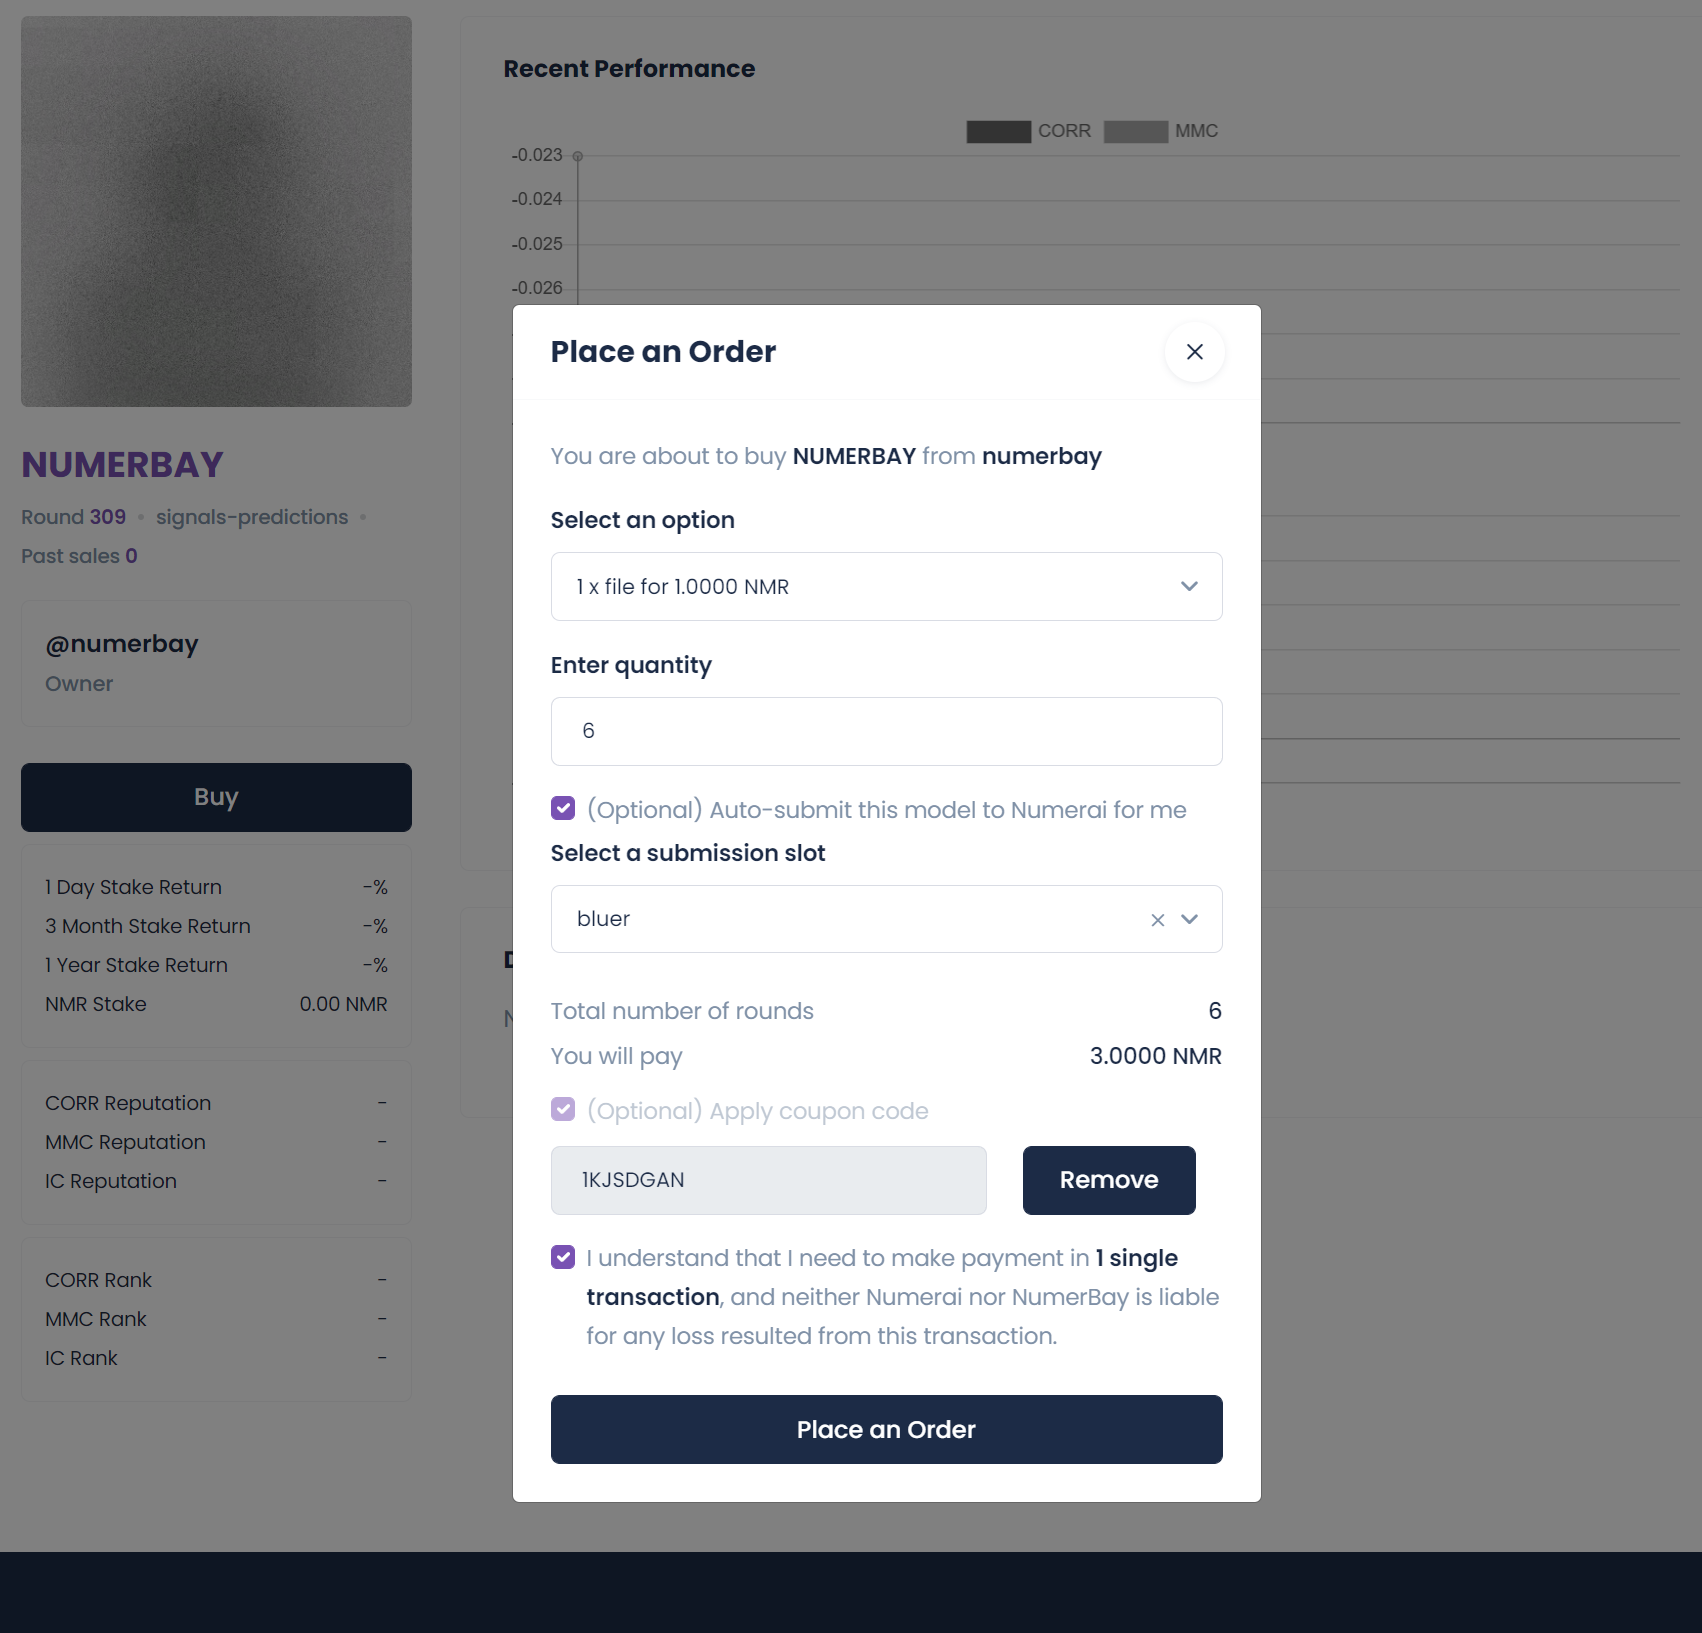 NUMERBAY
Round 309 • signals-predictions •
Past sales 0
@numerbay
Owner
Buy
1 Day Stake Return -%
3 Month Stake Return -%
1 Year Stake Return -%
NMR Stake 0.00 NMR
CORR Reputation -
MMC Reputation -
IC Reputation -
CORR Rank -
MMC Rank -
IC Rank -
Recent Performance
CORR MMC
-0.023
-0.024
-0.025
-0.026
Place an Order
You are about to buy NUMERBAY from numerbay
Select an option
1 x file for 1.0000 NMR
Enter quantity
6
(Optional) Auto-submit this model to Numerai for me
Select a submission slot
bluer
Total number of rounds 6
You will pay 3.0000 NMR
(Optional) Apply coupon code
1KJSDGAN Remove
I understand that I need to make payment in 1 single
transaction, and neither Numerai nor NumerBay is liable
for any loss resulted from this transaction.
Place an Order